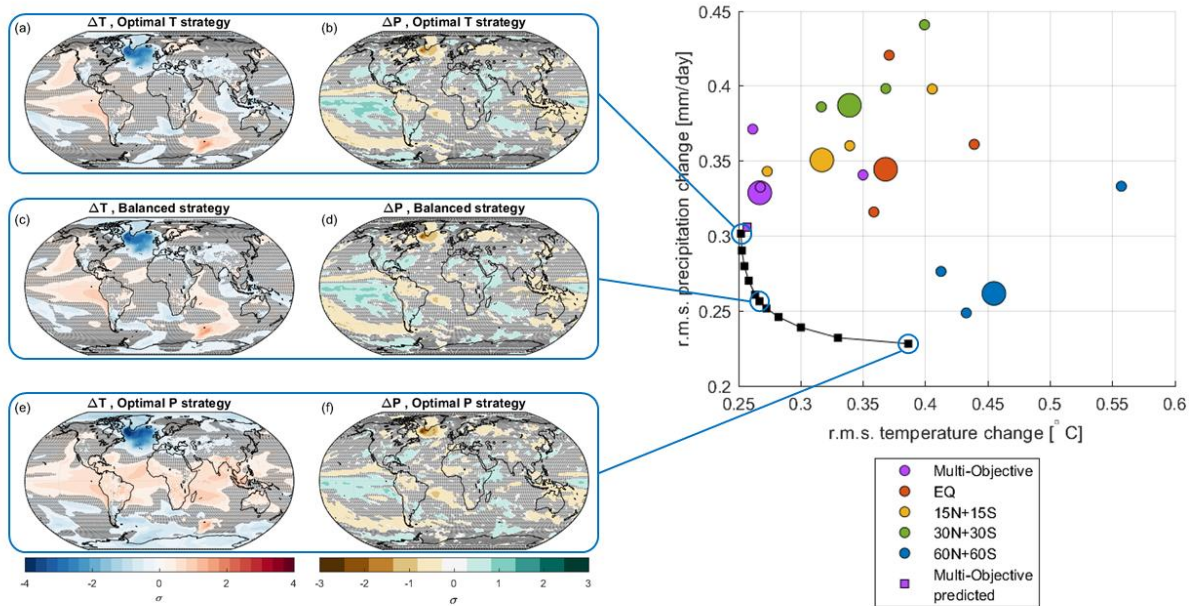 (a) ΔT , Optimal T strategy
(b) ΔP , Optimal T strategy
(c) ΔT, Balanced strategy
(d) ΔP, Balanced strategy
(e) ΔT, Optimal P strategy
(f) ΔP, Optimal P strategy
-4 -2 0 2 4
σ
-3 -2 -1 0 1 2 3
σ
0.45
0.4
0.35
0.3
0.25
0.2
r.m.s. precipitation change [mm/day]
0.25 0.3 0.35 0.4 0.45 0.5 0.55 0.6
r.m.s. temperature change [° C]
Multi-Objective
EQ
15N+15S
30N+30S
60N+60S
Multi-Objective
predicted